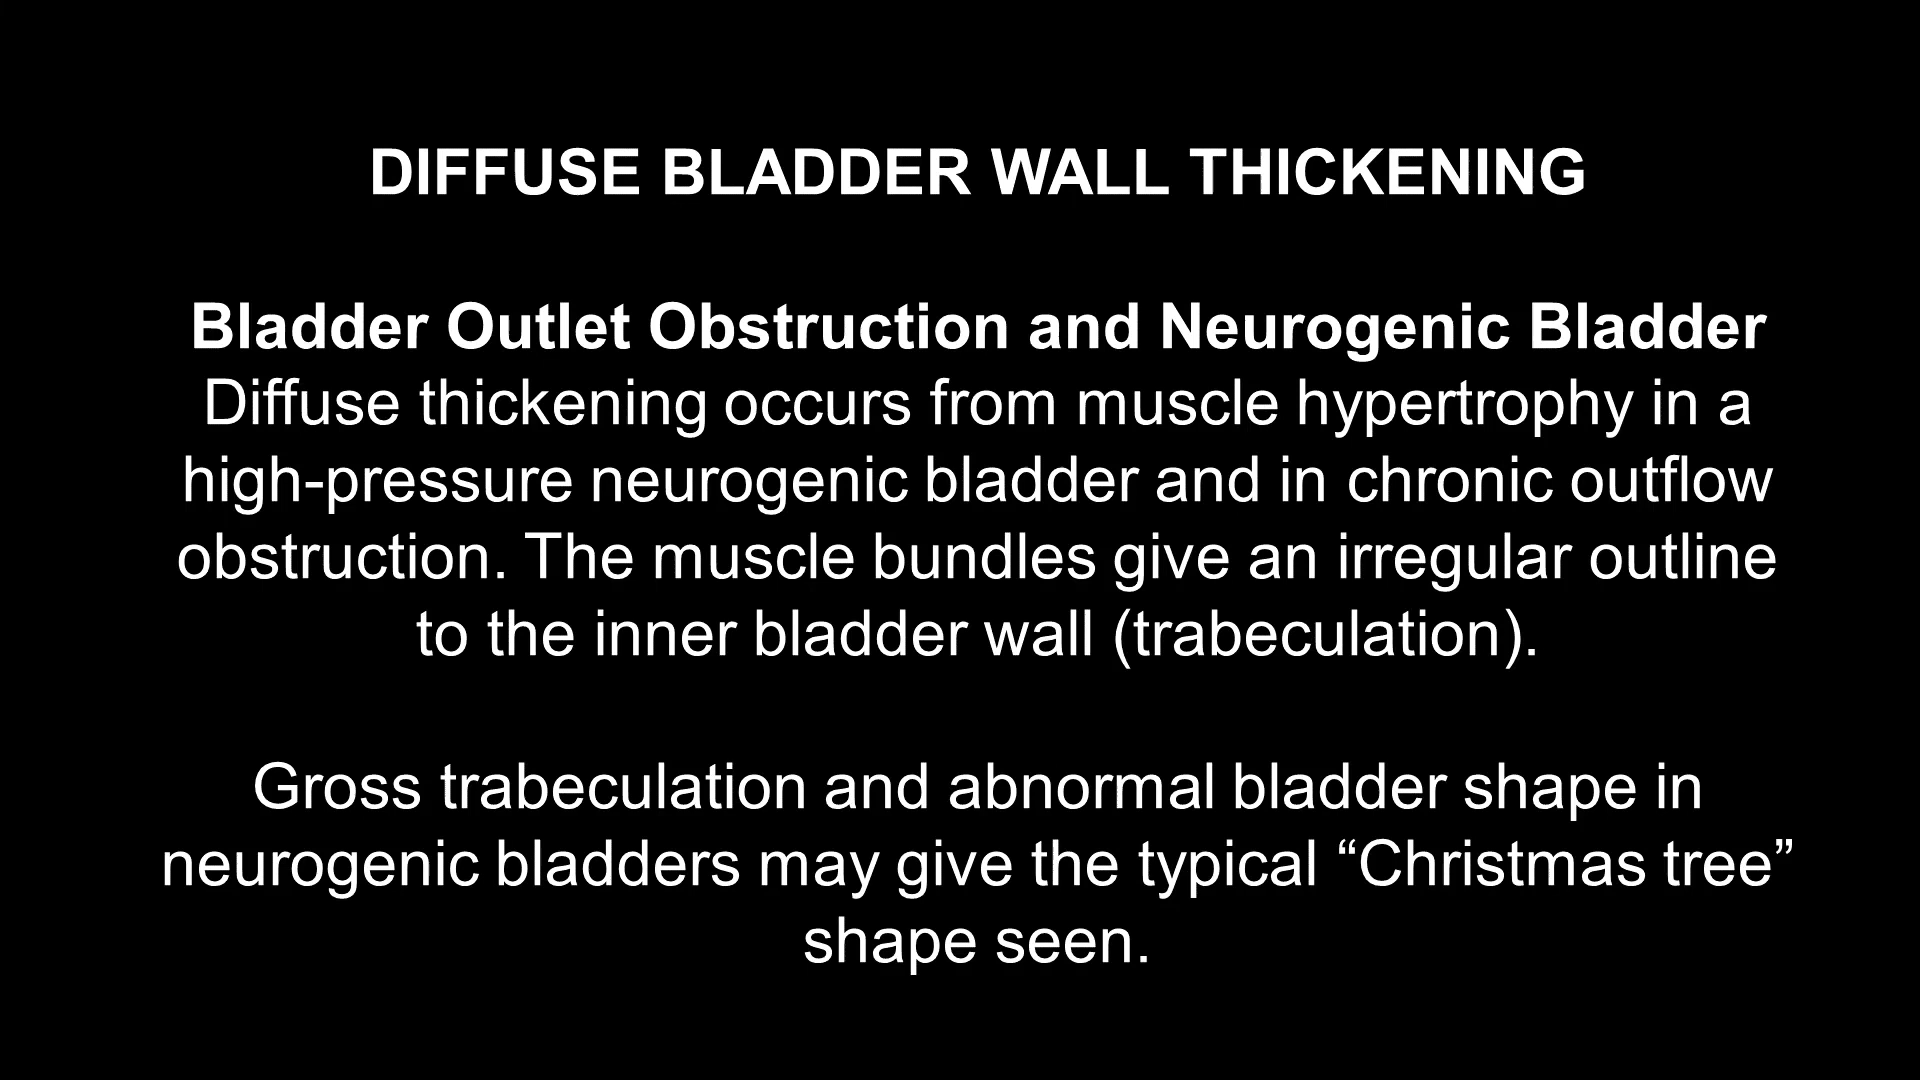 DIFFUSE BLADDER WALL THICKENING
Bladder Outlet Obstruction and Neurogenic Bladder
Diffuse thickening occurs from muscle hypertrophy in a
high-pressure neurogenic bladder and in chronic outflow
obstruction. The muscle bundles give an irregular outline
to the inner bladder wall (trabeculation).
Gross trabeculation and abnormal bladder shape in
neurogenic bladders may give the typical “Christmas tree”
shape seen.